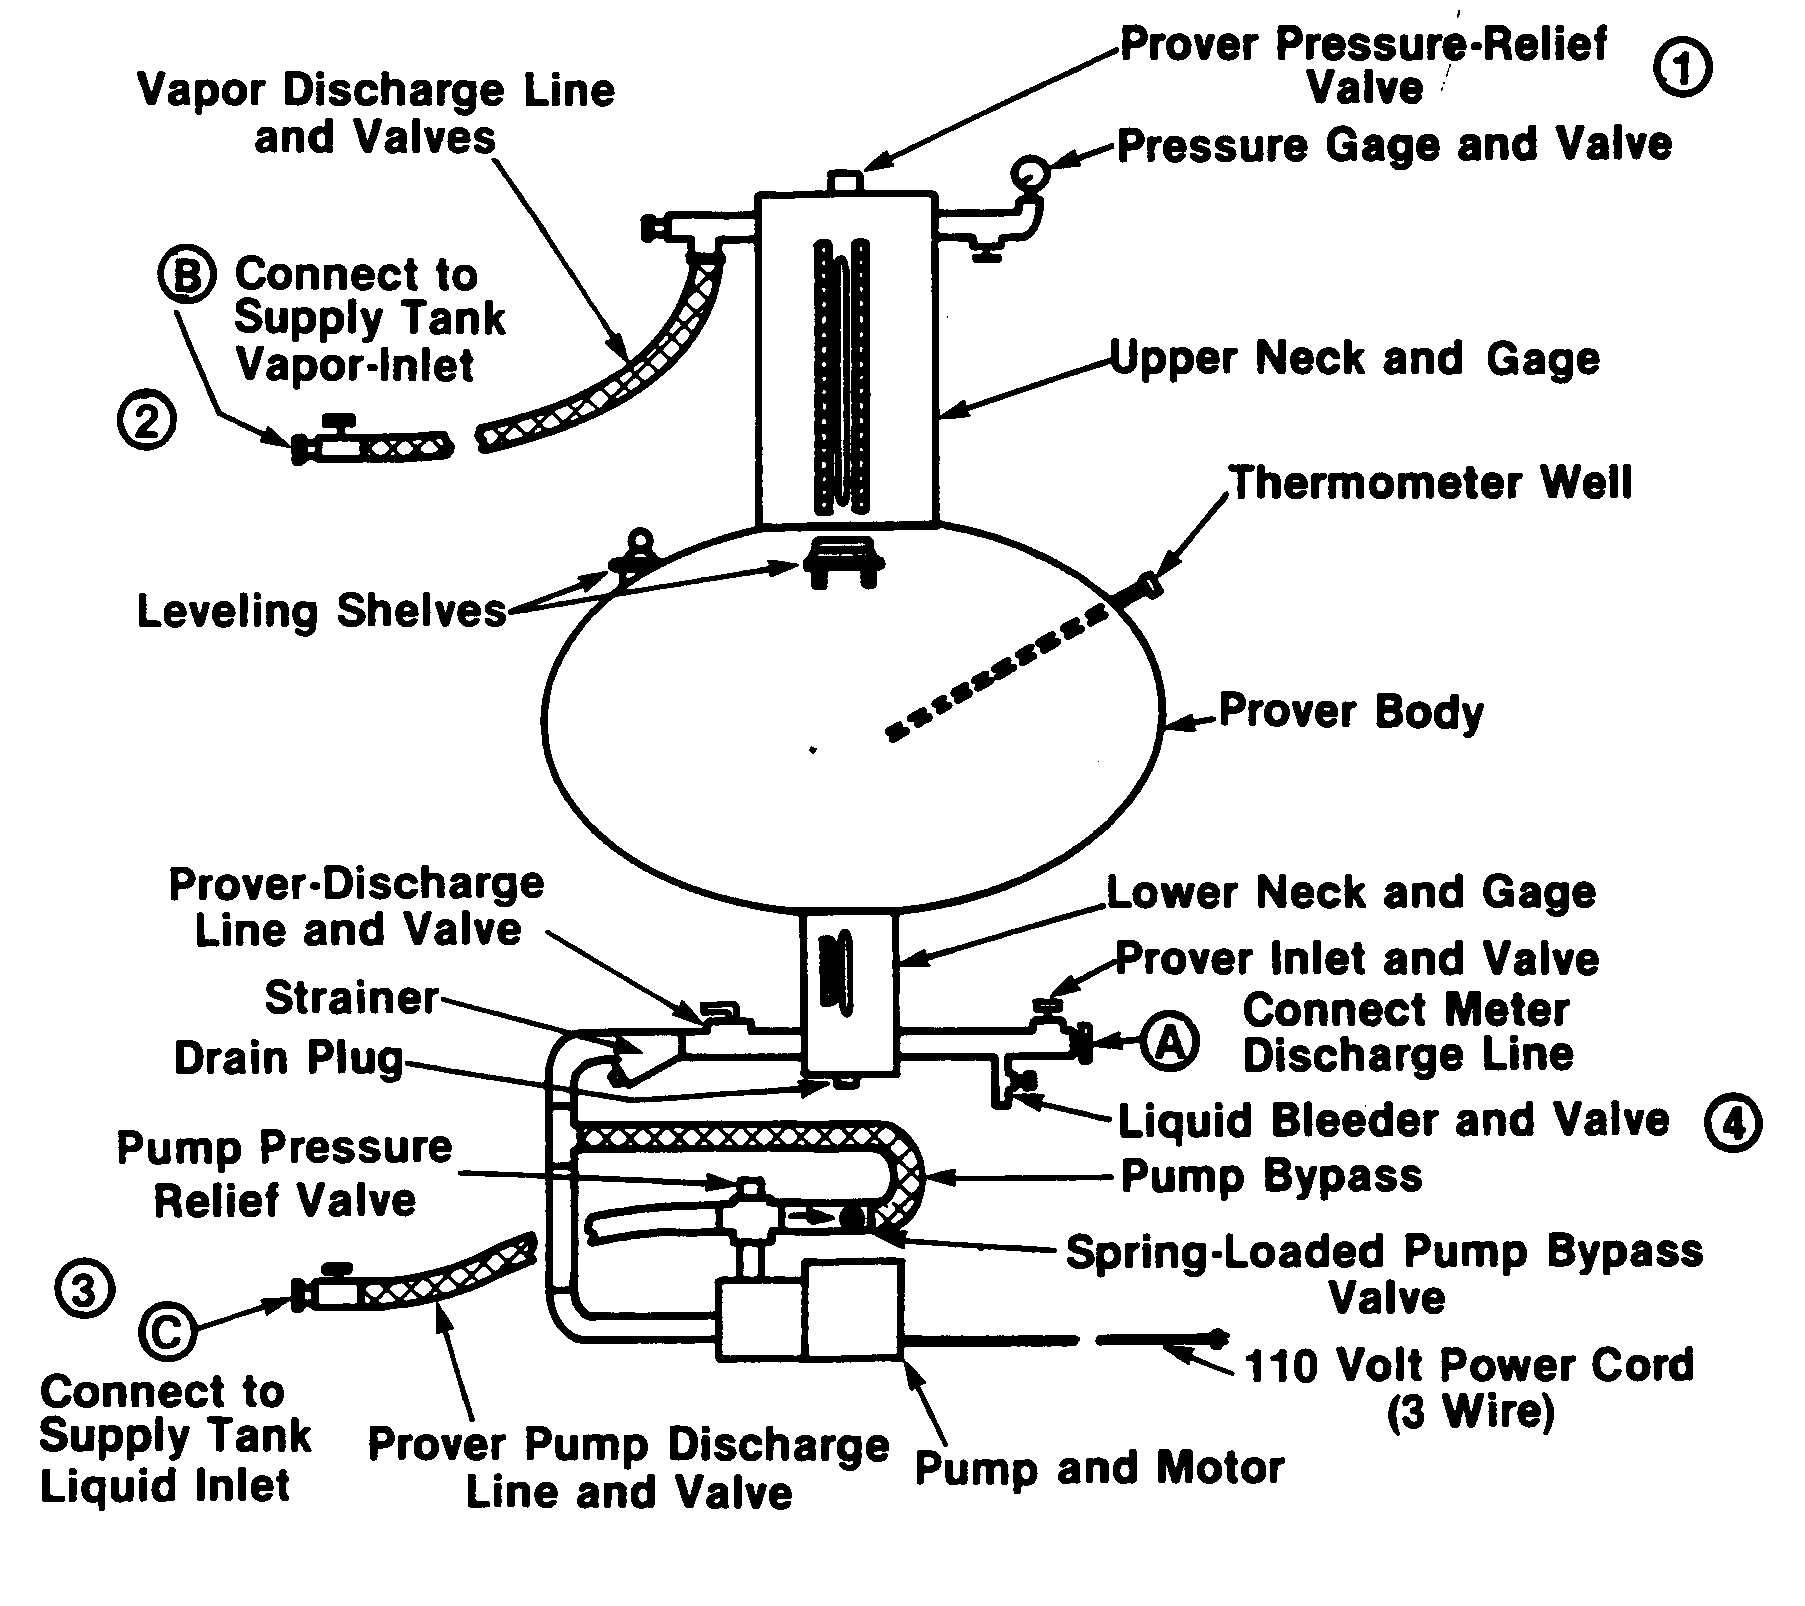 Prover Pressure-Relief
Valve
1
Vapor Discharge Line
and Valves
Pressure Gage and Valve
B
Connect to
Supply Tank
Vapor-Inlet
2
Upper Neck and Gage
Thermometer Well
Leveling Shelves
Prover Body
Prover-Discharge
Line and Valve
Lower Neck and Gage
Strainer
Prover Inlet and Valve
Drain Plug
A
Connect Meter
Discharge Line
Liquid Bleeder and Valve
4
Pump Pressure
Relief Valve
Pump Bypass
Spring-Loaded Pump Bypass
Valve
3
C
Connect to
Supply Tank
Liquid Inlet
Prover Pump Discharge
Line and Valve
Pump and Motor
110 Volt Power Cord
(3 Wire)